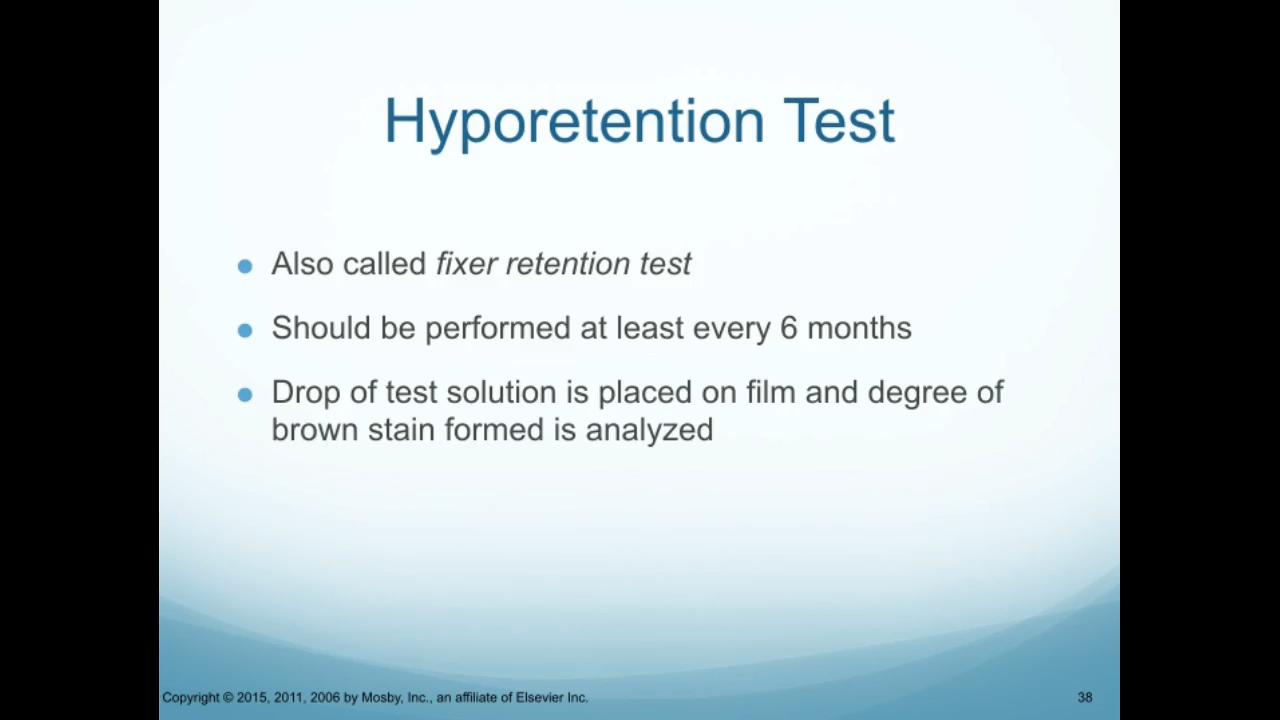 Hyporetention Test
Also called fixer retention test
Should be performed at least every 6 months
Drop of test solution is placed on film and degree of
brown stain formed is analyzed
Copyright © 2015, 2011, 2006 by Mosby, Inc., an affiliate of Elsevier Inc.
38